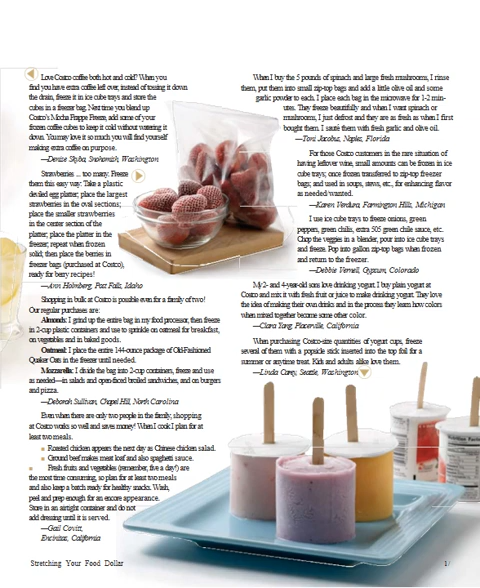 Love Costco coffee both hot and cold? When you
find you have extra coffee left over, instead of tossing it down
the drain, freeze it in ice cube trays and store the
cubes in a freezer bag. Next time you blend up
Costco's Mocha Frappe Freeze, add some of your
frozen coffee cubes to keep it cold without watering it
down. You may love it so much you will find yourself
making extra coffee on purpose.
—Denise Skyba, Snohomish, Washington
Strawberries ... too many. Freeze
them this easy way: Take a plastic
deviled egg platter; place the largest
strawberries in the oval sections;
place the smaller strawberries
in the center section of the
platter; place the platter in the
freezer; repeat when frozen
solid; then place the berries in
freezer bags (purchased at Costco),
ready for berry recipes!
—Ann Holmberg, Post Falls, Idaho
Shopping in bulk at Costco is possible even for a family of two!
Our regular purchases are:
Almonds: I grind up the entire bag in my food processor, then freeze
in 2-cup plastic containers and use to sprinkle on oatmeal for breakfast,
on vegetables and in baked goods.
Oatmeal: I place the entire 144-ounce package of Old-Fashioned
Quaker Oats in the freezer until needed.
Mozzarella: I divide the bag into 2-cup containers, freeze and use
as needed—in salads and open-faced broiled sandwiches, and on burgers
and pizza.
—Deborah Sullivan, Chapel Hill, North Carolina
Even when there are only two people in the family, shopping
at Costco works so well and saves money! When I cook I plan for at
least two meals.
■ Roasted chicken appears the next day as Chinese chicken salad.
■ Ground beef makes meat loaf and also spaghetti sauce.
■ Fresh fruits and vegetables (remember, five a day!) are
the most time consuming, so plan for at least two meals
and also keep a batch ready for healthy snacks. Wash,
peel and prep enough for an encore appearance.
Store in an airtight container and do not
add dressing until it is served.
—Gail Covitt,
Encinitas, California
When I buy the 5 pounds of spinach and large fresh mushrooms, I rinse
them, put them into small zip-top bags and add a little olive oil and some
garlic powder to each. I place each bag in the microwave for 1-2 min-
utes. They freeze beautifully and when I want spinach or
mushrooms, I just defrost and they are as fresh as when I first
bought them. I sauté them with fresh garlic and olive oil.
—Toni Jacobus, Naples, Florida
For those Costco customers in the rare situation of
having leftover wine, small amounts can be frozen in ice
cube trays; once frozen transferred to zip-top freezer
bags; and used in soups, stews, etc., for enhancing flavor
as needed/wanted.
—Karen Verdura, Farmington Hills, Michigan
I use ice cube trays to freeze onions, green
peppers, green chilis, extra 505 green chile sauce, etc.
Chop the veggies in a blender, pour into ice cube trays
and freeze. Pop into gallon zip-top bags when frozen
and return to the freezer.
—Debbie Verrell, Gypsum, Colorado
My 2- and 4-year-old sons love drinking yogurt. I buy plain yogurt at
Costco and mix it with fresh fruit or juice to make drinking yogurt. They love
the idea of making their own drinks and in the process they learn how colors
when mixed together become some other color.
—Clara Yang, Placerville, California
When purchasing Costco-size quantities of yogurt cups, freeze
several of them with a popsicle stick inserted into the top foil for a
summer or anytime treat. Kids and adults alike love them.
—Linda Carey, Seattle, Washington
Nutrition Facts
Stretching Your Food Dollar